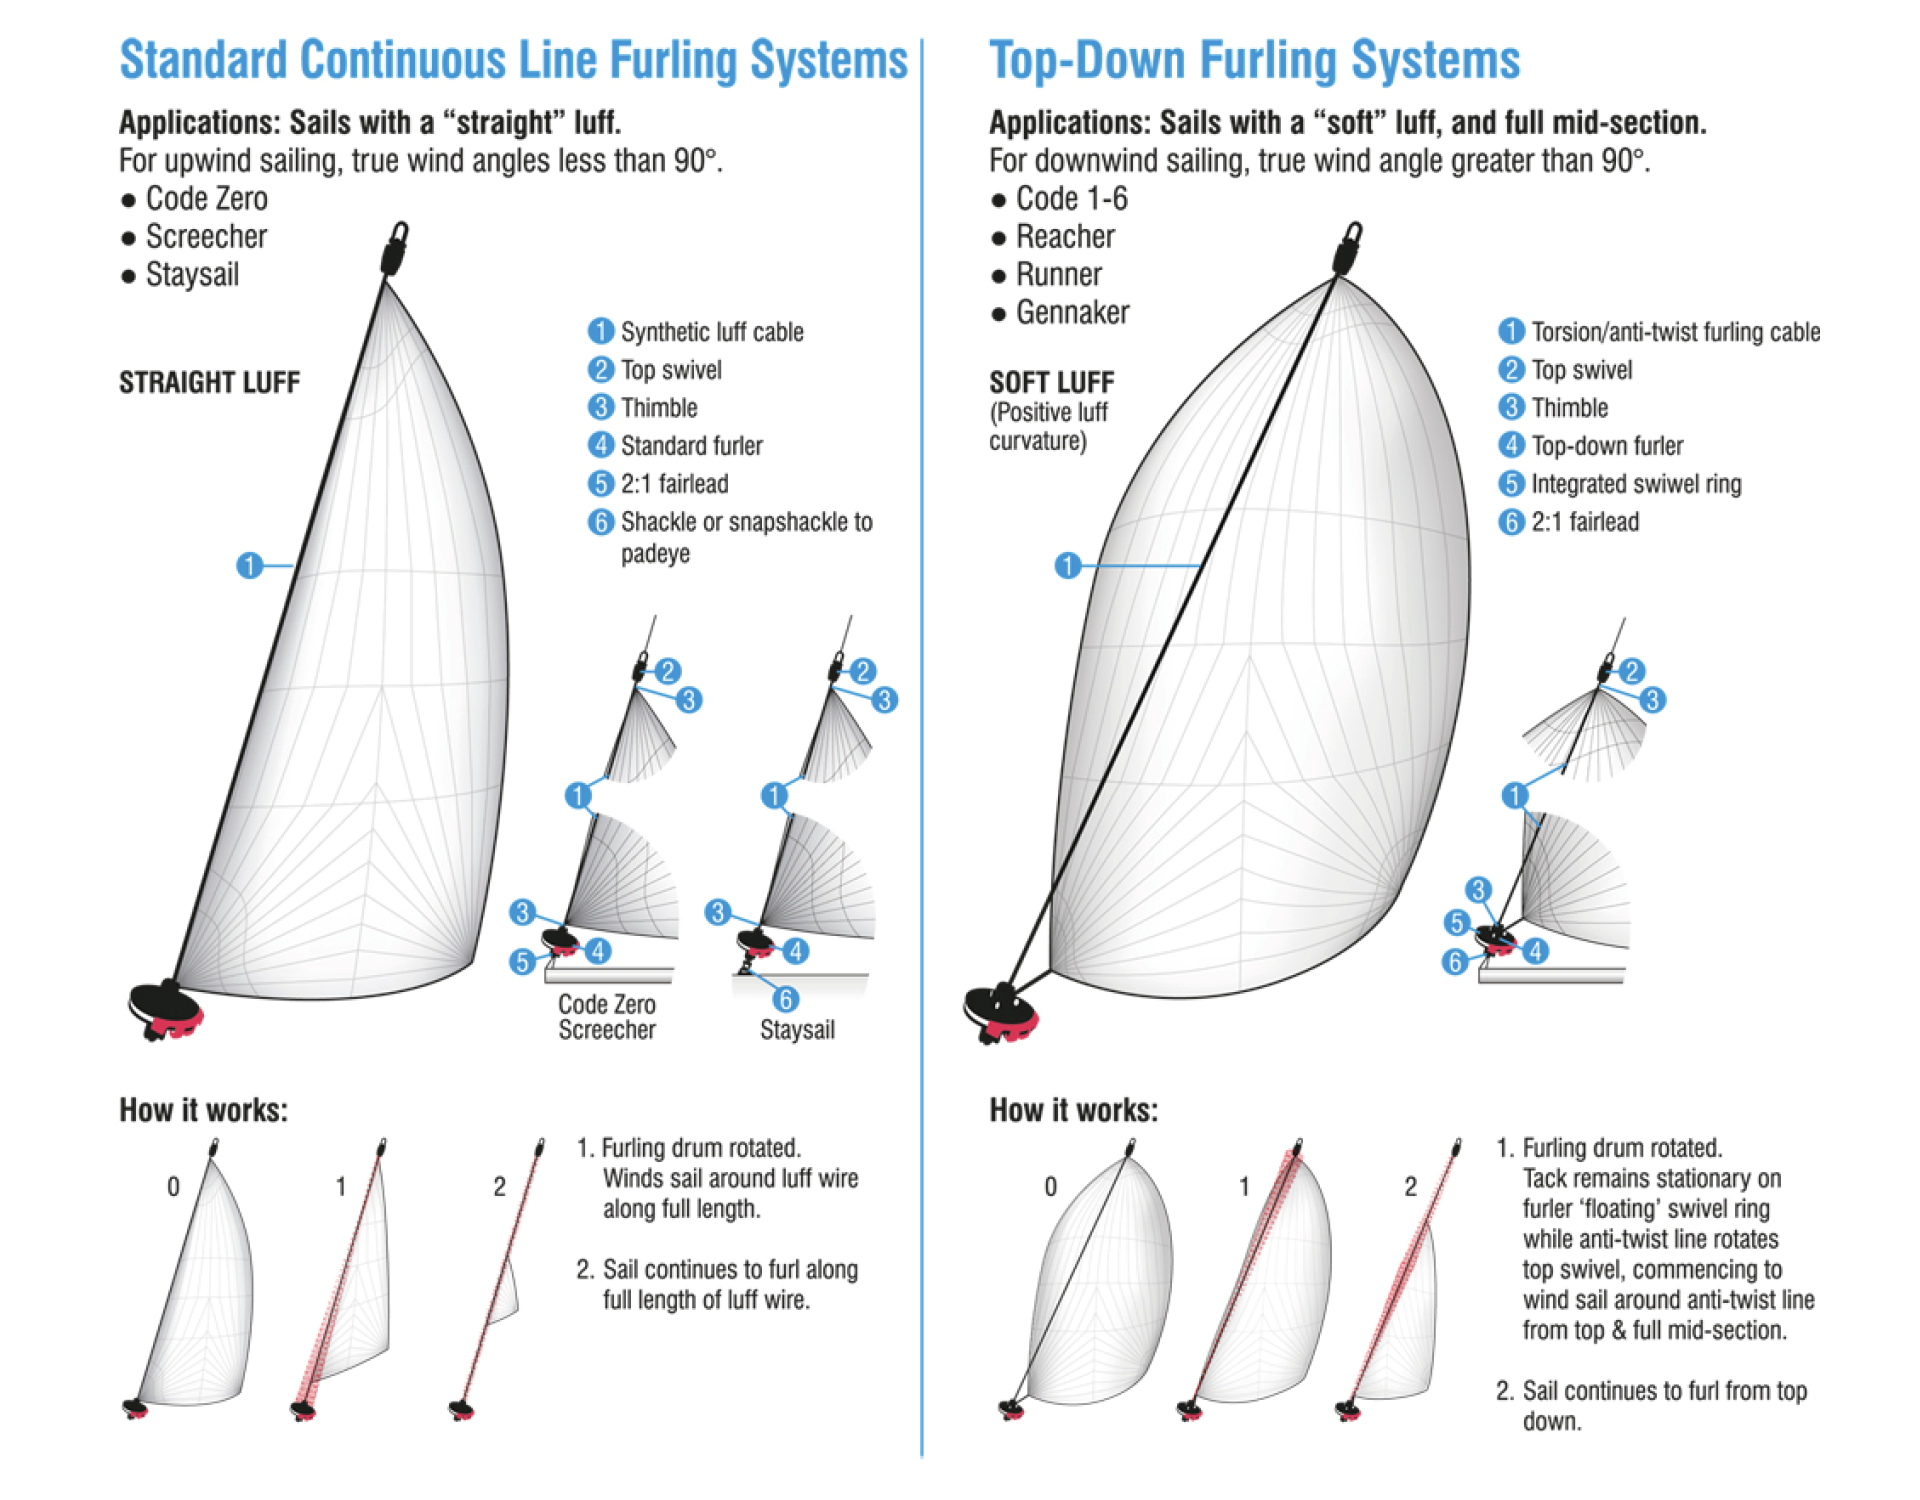 Standard Continuous Line Furling Systems
Applications: Sails with a “straight” luff.
For upwind sailing, true wind angles less than 90°.
● Code Zero
● Screecher
● Staysail
STRAIGHT LUFF
1 Synthetic luff cable
2 Top swivel
3 Thimble
4 Standard furler
5 2:1 fairlead
6 Shackle or snapshackle to
padeye
1
2
3
1
3
4
5
Code Zero
Screecher
2
3
1
3
4
6
Staysail
How it works:
0
1
2
1. Furling drum rotated.
Winds sail around luff wire
along full length.
2. Sail continues to furl along
full length of luff wire.
Top-Down Furling Systems
Applications: Sails with a “soft” luff, and full mid-section.
For downwind sailing, true wind angle greater than 90°.
● Code 1-6
● Reacher
● Runner
● Gennaker
SOFT LUFF
(Positive luff
curvature)
1 Torsion/anti-twist furling cable
2 Top swivel
3 Thimble
4 Top-down furler
5 Integrated swiwel ring
6 2:1 fairlead
1
2
3
1
3
5
4
6
How it works:
0
1
2
1. Furling drum rotated.
Tack remains stationary on
furler ‘floating’ swivel ring
while anti-twist line rotates
top swivel, commencing to
wind sail around anti-twist line
from top & full mid-section.
2. Sail continues to furl from top
down.